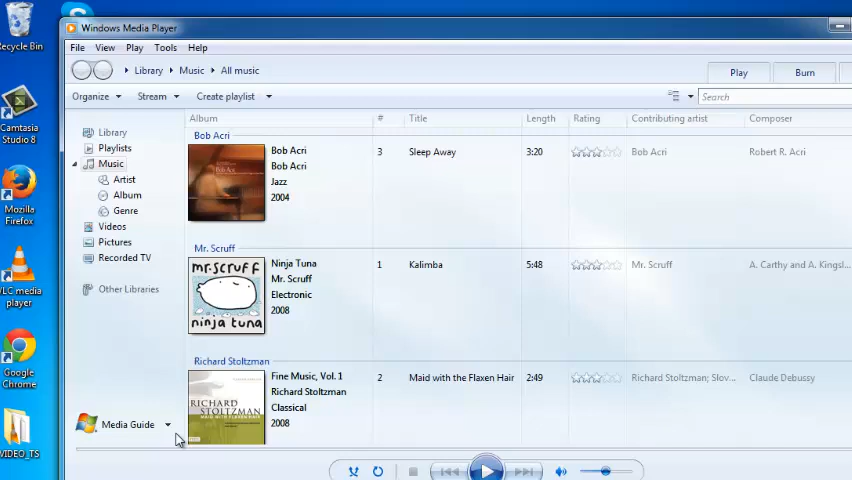 Windows Media Player
File View Play Tools Help
Library Music All music
Play Burn
Organize Stream Create playlist Search
Album # Title Length Rating Contributing artist Composer
Library
Playlists
Music
Artist
Album
Genre
Videos
Pictures
Recorded TV
Other Libraries
Media Guide
Bob Acri
Bob Acri 3 Sleep Away 3:20 Bob Acri Robert R. Acri
Bob Acri
Jazz
2004
Mr. Scruff
Ninja Tuna 1 Kalimba 5:48 Mr. Scruff A. Carthy and A. Kingsl...
Mr. Scruff
Electronic
2008
mr.scruff
ninja tuna
Richard Stoltzman
Fine Music, Vol. 1 2 Maid with the Flaxen Hair 2:49 Richard Stoltzman; Slov... Claude Debussy
Richard Stoltzman
Classical
2008
RICHARD
STOLTZMAN
Recycle Bin
Camtasia
Studio 8
Mozilla
Firefox
VLC media
player
Google
Chrome
VIDEO_TS